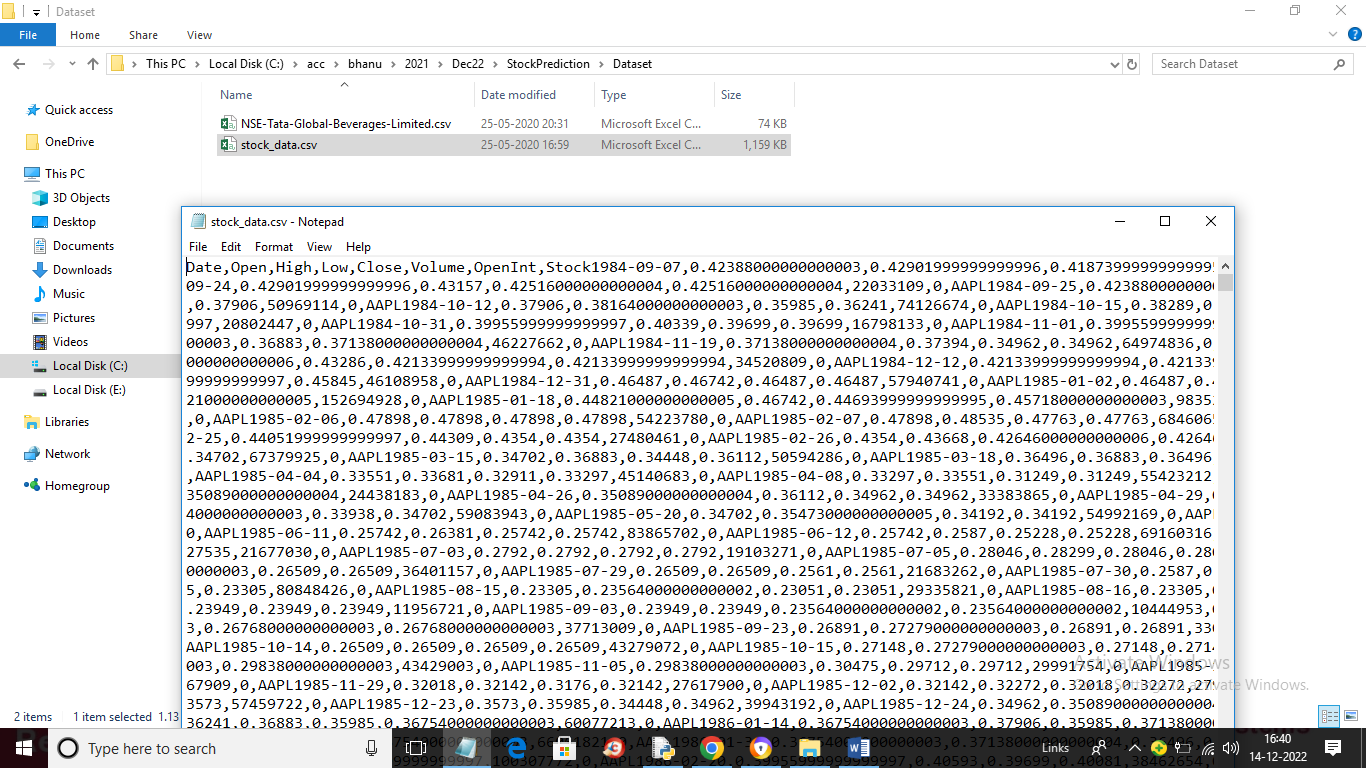 Dataset
File Home Share View
This PC Local Disk (C:) acc bhanu 2021 Dec22 StockPrediction Dataset
Search Dataset
Name Date modified Type Size
NSE-Tata-Global-Beverages-Limited.csv 25-05-2020 20:31 Microsoft Excel C... 74 KB
stock_data.csv 25-05-2020 16:59 Microsoft Excel C... 1,159 KB
Quick access
OneDrive
This PC
3D Objects
Desktop
Documents
Downloads
Music
Pictures
Videos
Local Disk (C:)
Local Disk (E:)
Libraries
Network
Homegroup
stock_data.csv - Notepad
File Edit Format View Help
Date,Open,High,Low,Close,Volume,OpenInt,Stock1984-09-07,0.42388000000000003,0.42901999999999996,0.4187399999999999
09-24,0.42901999999999996,0.43157,0.42516000000000004,0.42516000000000004,22033109,0,AAPL1984-09-25,0.4238800000000
,0.37906,50969114,0,AAPL1984-10-12,0.37906,0.38164000000000003,0.35985,0.36241,74126674,0,AAPL1984-10-15,0.38289,0
997,20802447,0,AAPL1984-10-31,0.39955999999999997,0.40339,0.39699,0.39699,16798133,0,AAPL1984-11-01,0.3995599999999
00003,0.36883,0.37138000000000004,46227662,0,AAPL1984-11-19,0.37138000000000004,0.37394,0.34962,0.34962,64974836,0
0000000000006,0.43286,0.42133999999999994,0.42133999999999994,34520809,0,AAPL1984-12-12,0.42133999999999994,0.42133
99999999997,0.45845,46108958,0,AAPL1984-12-31,0.46487,0.46742,0.46487,0.46487,57940741,0,AAPL1985-01-02,0.46487,0.
21000000000005,152694928,0,AAPL1985-01-18,0.44821000000000005,0.46742,0.44693999999999995,0.45718000000000003,9835
,0,AAPL1985-02-06,0.47898,0.47898,0.47898,0.47898,54223780,0,AAPL1985-02-07,0.47898,0.48535,0.47763,0.47763,684606
2-25,0.44051999999999997,0.44309,0.4354,0.4354,27480461,0,AAPL1985-02-26,0.4354,0.43668,0.42646000000000006,0.4264
.34702,67379925,0,AAPL1985-03-15,0.34702,0.36883,0.34448,0.36112,50594286,0,AAPL1985-03-18,0.36496,0.36883,0.36496
,AAPL1985-04-04,0.33551,0.33681,0.32911,0.33297,45140683,0,AAPL1985-04-08,0.33297,0.33551,0.31249,0.31249,55423212
35089000000000004,24438183,0,AAPL1985-04-26,0.35089000000000004,0.36112,0.34962,0.34962,33383865,0,AAPL1985-04-29,
4000000000003,0.33938,0.34702,59083943,0,AAPL1985-05-20,0.34702,0.35473000000000005,0.34192,0.34192,54992169,0,AAP
0,AAPL1985-06-11,0.25742,0.26381,0.25742,0.25742,83865702,0,AAPL1985-06-12,0.25742,0.2587,0.25228,0.25228,69160316
27535,21677030,0,AAPL1985-07-03,0.2792,0.2792,0.2792,0.2792,19103271,0,AAPL1985-07-05,0.28046,0.28299,0.28046,0.28
0000003,0.26509,0.26509,36401157,0,AAPL1985-07-29,0.26509,0.26509,0.2561,0.2561,21683262,0,AAPL1985-07-30,0.2587,0
5,0.23305,80848426,0,AAPL1985-08-15,0.23305,0.23564000000000002,0.23051,0.23051,29335821,0,AAPL1985-08-16,0.23305,
.23949,0.23949,0.23949,11956721,0,AAPL1985-09-03,0.23949,0.23949,0.23564000000000002,0.23564000000000002,10444953,
3,0.26768000000000003,0.26768000000000003,37713009,0,AAPL1985-09-23,0.26891,0.27279000000000003,0.26891,0.26891,33
AAPL1985-10-14,0.26509,0.26509,0.26509,0.26509,43279072,0,AAPL1985-10-15,0.27148,0.27279000000000003,0.27148,0.271
003,0.29838000000000003,43429003,0,AAPL1985-11-05,0.29838000000000003,0.30475,0.29712,0.29712,29991754,0,AAPL1985-
67909,0,AAPL1985-11-29,0.32018,0.32142,0.3176,0.32142,27617900,0,AAPL1985-12-02,0.32142,0.32272,0.32018,0.32272,27
3573,57459722,0,AAPL1985-12-23,0.3573,0.35985,0.34448,0.34962,39943192,0,AAPL1985-12-24,0.34962,0.3508900000000000
36241,0.36883,0.35985,0.36754000000000003,60077213,0,AAPL1986-01-14,0.36754000000000003,0.37906,0.35985,0.3713800
Activate Windows
2 items 1 item selected 1.13
Type here to search
Links
16:40
14-12-2022